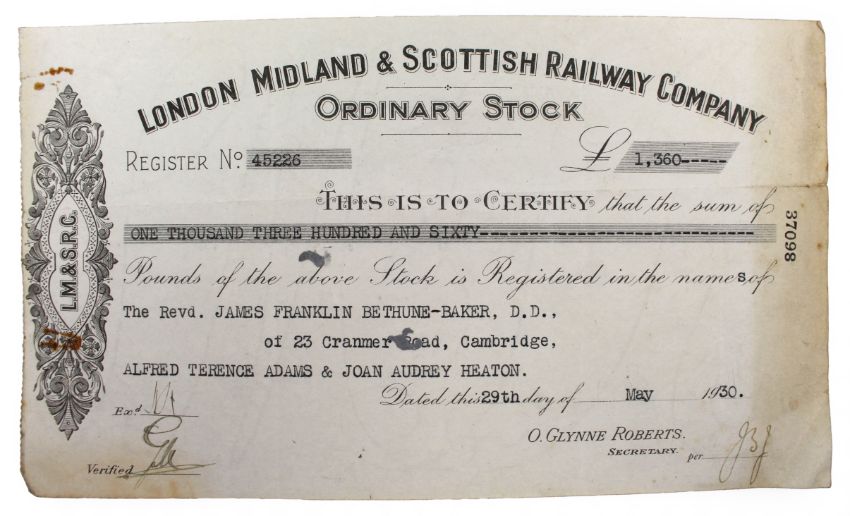 LONDON MIDLAND & SCOTTISH RAILWAY COMPANY
ORDINARY STOCK
REGISTER Nº 45226 £ 1,360-----
THIS IS TO CERTIFY that the sum of
ONE THOUSAND THREE HUNDRED AND SIXTY------------------------------
Pounds of the above Stock is Registered in the names of
The Revd. JAMES FRANKLIN BETHUNE-BAKER, D.D.,
of 23 Cranmer Road, Cambridge,
ALFRED TERENCE ADAMS & JOAN AUDREY HEATON.
Dated this 29th day of May 1930.
Exd.
O. GLYNNE ROBERTS.
SECRETARY.
per
Verified
L.M.& S.R.C.
37098